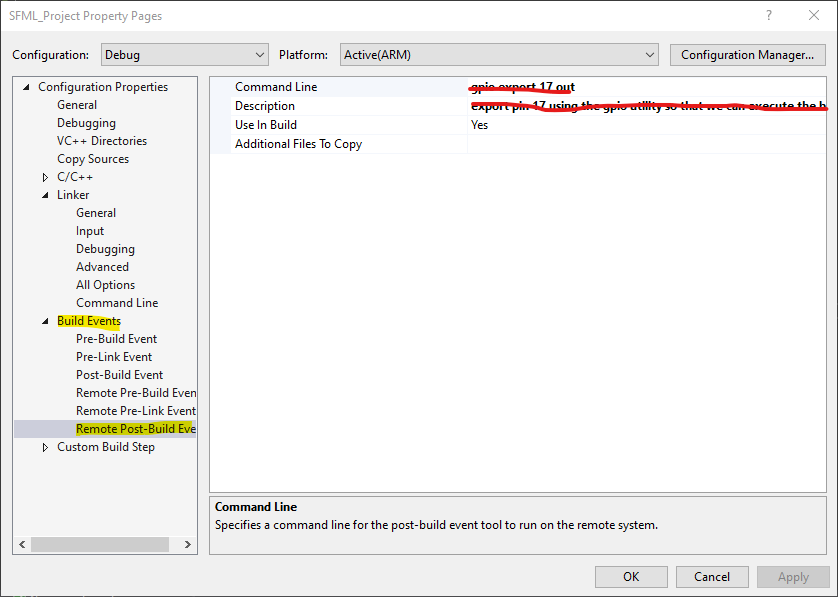 SFML_Project Property Pages
Configuration: Debug Platform: Active(ARM) Configuration Manager...
Configuration Properties
General
Debugging
VC++ Directories
Copy Sources
C/C++
Linker
General
Input
Debugging
Advanced
All Options
Command Line
Build Events
Pre-Build Event
Pre-Link Event
Post-Build Event
Remote Pre-Build Even
Remote Pre-Link Event
Remote Post-Build Eve
Custom Build Step
Command Line gpio export 17 out
Description export pin 17 using the gpio utility so that we can execute the b
Use In Build Yes
Additional Files To Copy
Command Line
Specifies a command line for the post-build event tool to run on the remote system.
OK Cancel Apply